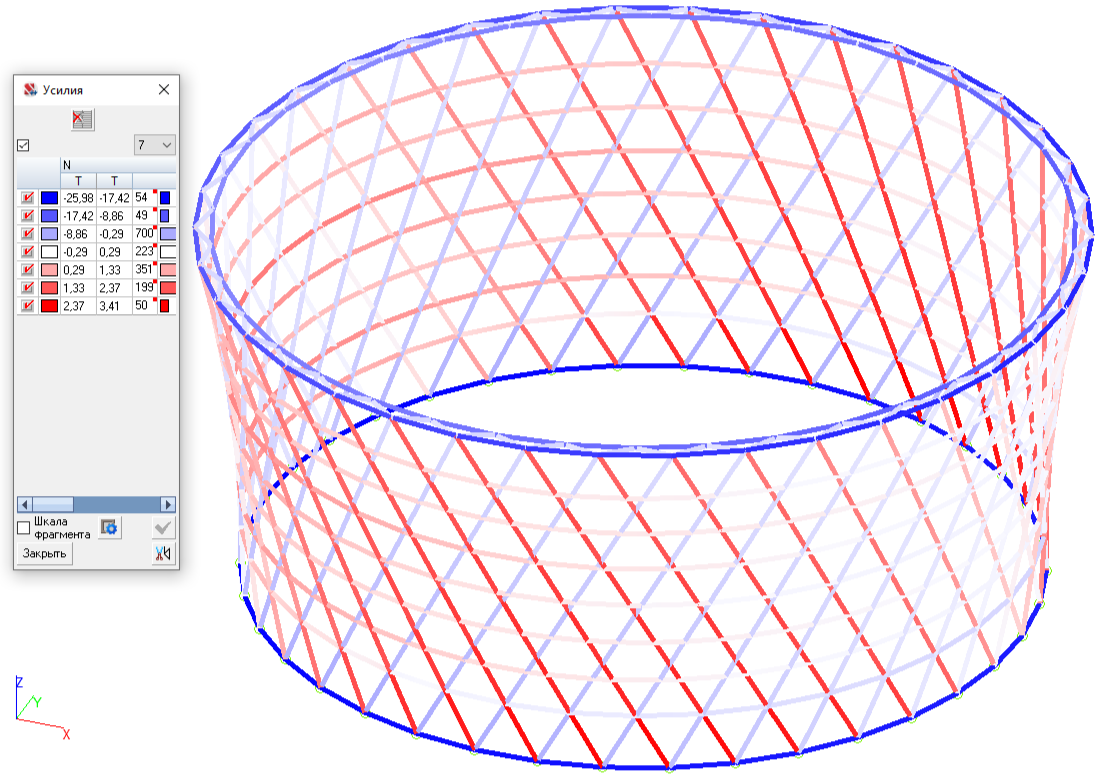 Усилия
7
N
T T
-25,98 -17,42 54
-17,42 -8,86 49
-8,86 -0,29 700
-0,29 0,29 223
0,29 1,33 351
1,33 2,37 199
2,37 3,41 50
Шкала
фрагмента
Закрыть
Z
Y
X